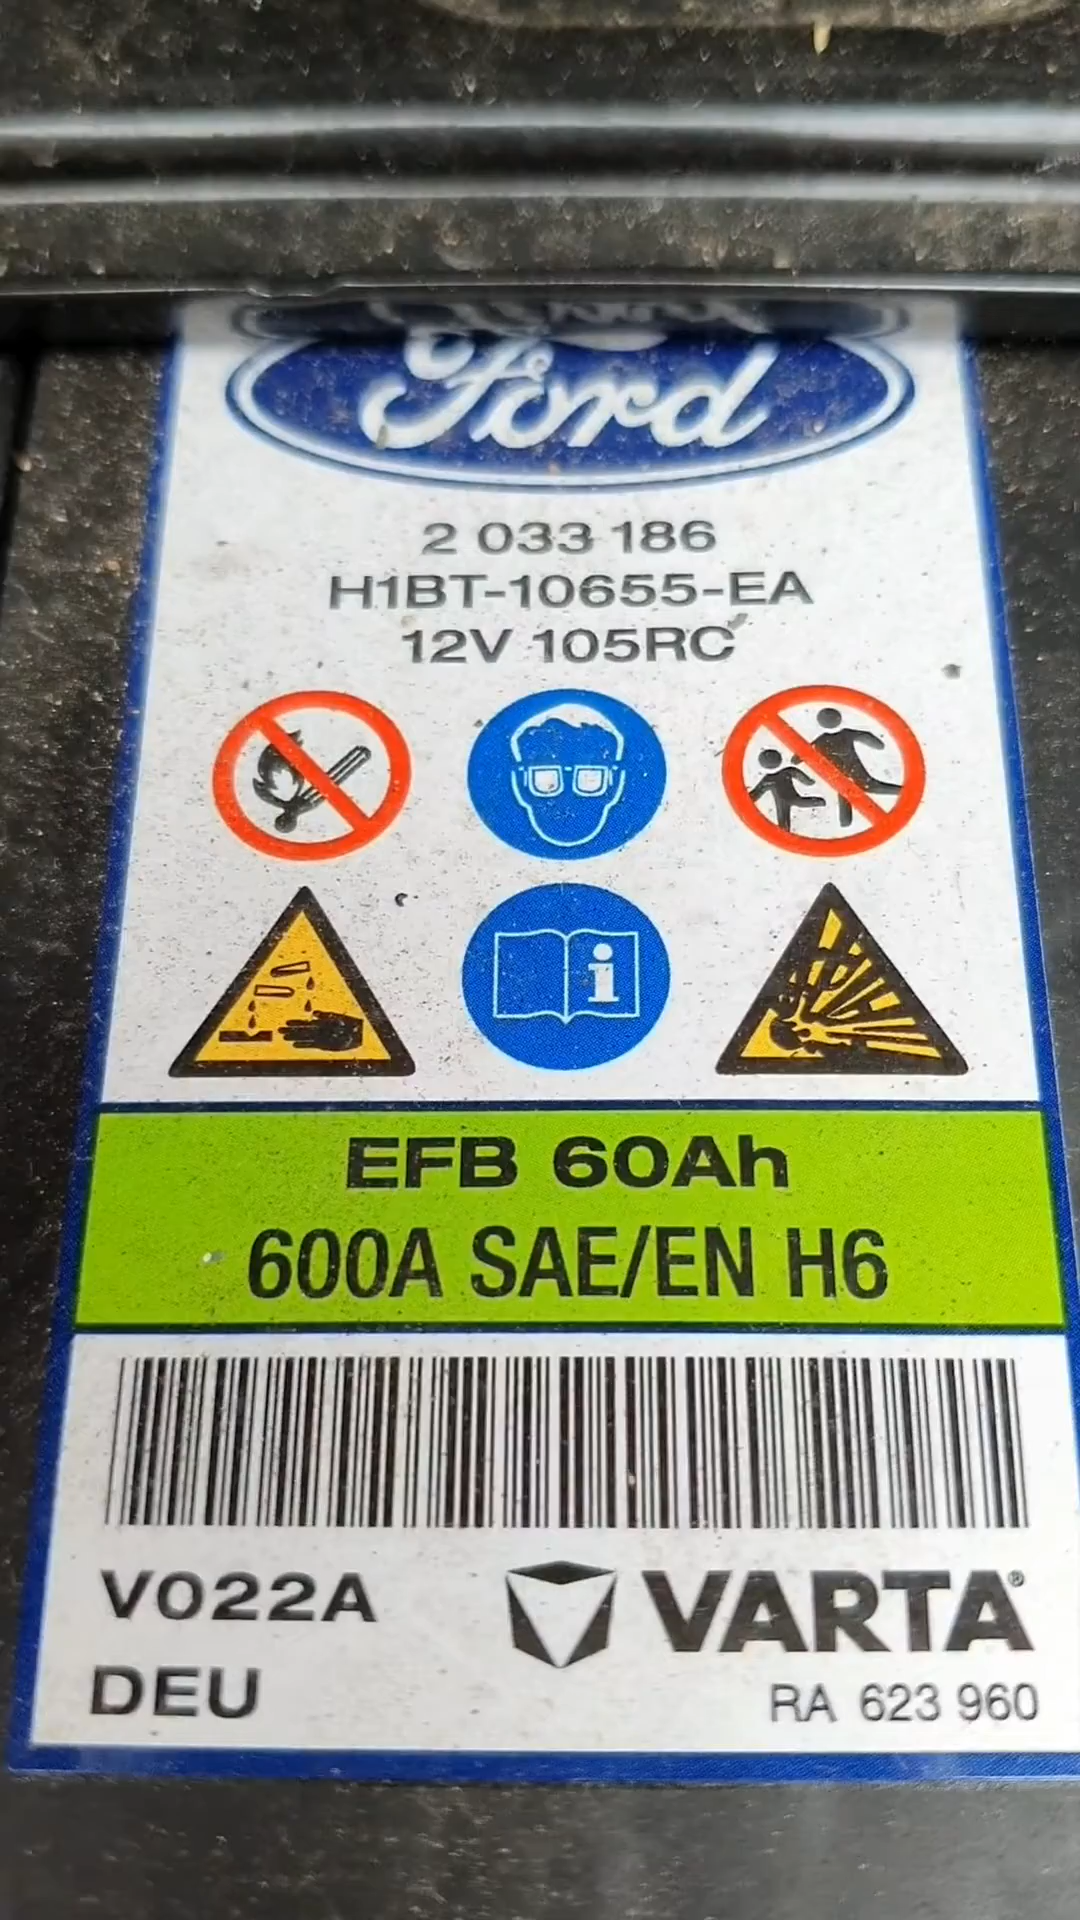 Ford
2 033 186
H1BT-10655-EA
12V 105RC
i
EFB 60Ah
600A SAE/EN H6
V022A
VARTA®
DEU
RA 623 960